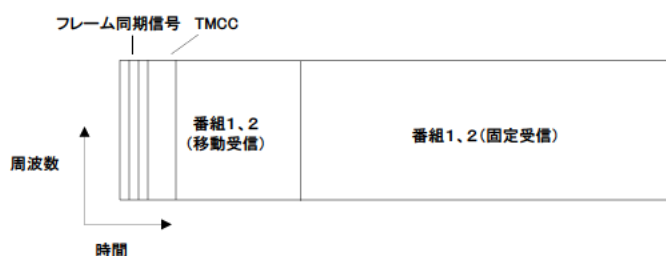 フレーム同期信号 TMCC
番組1、2
(移動受信)
番組1、2(固定受信)
周波数
時間